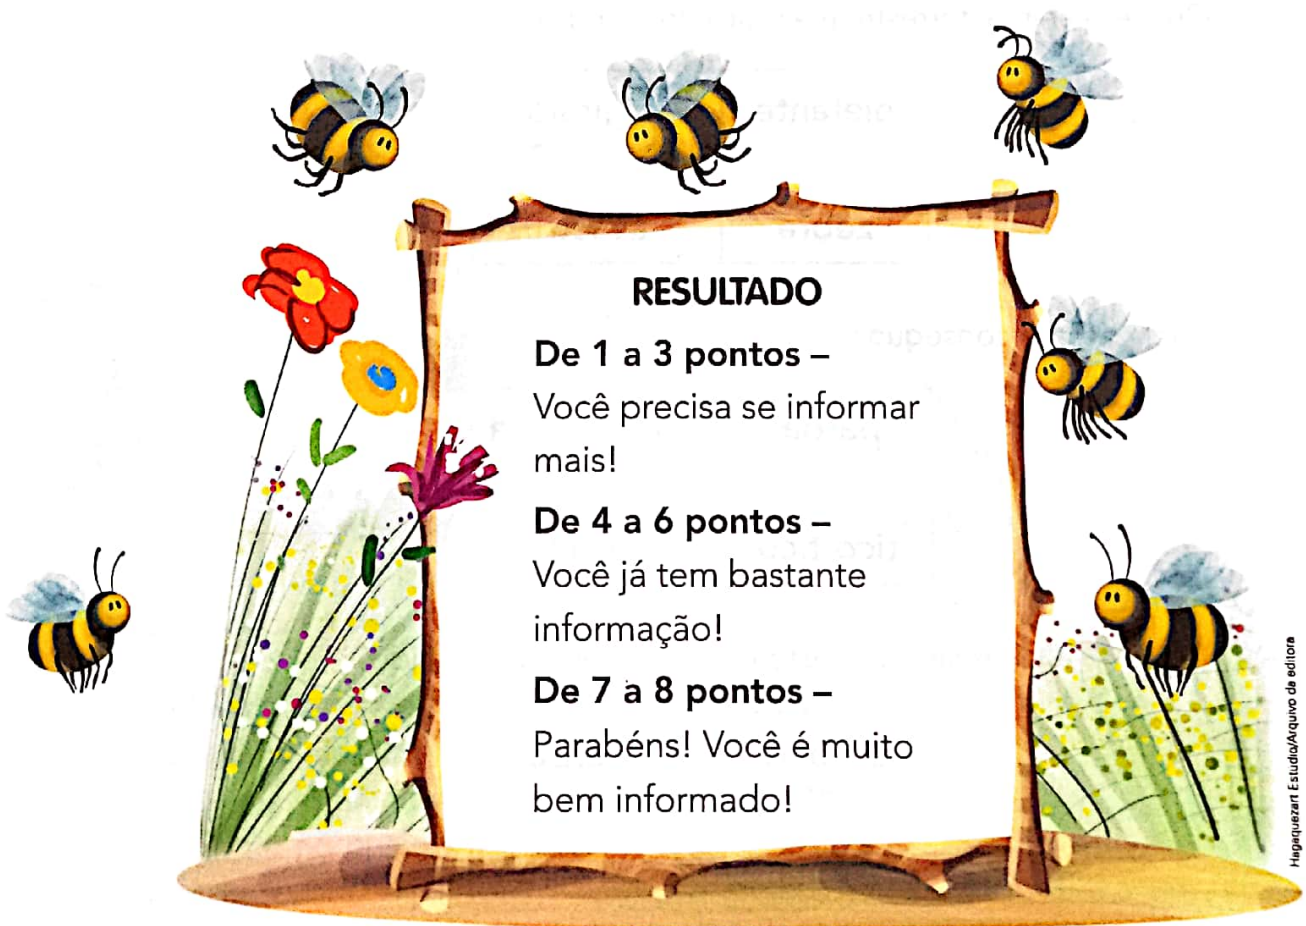 RESULTADO
De 1 a 3 pontos –
Você precisa se informar
mais!
De 4 a 6 pontos –
Você já tem bastante
informação!
De 7 a 8 pontos –
Parabéns! Você é muito
bem informado!
Hagaquezart Estudio/Arquivo da editora